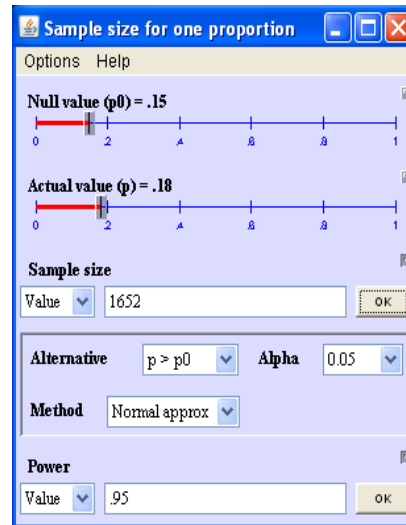 Sample size for one proportion
Options Help
Null value (p0) = .15
0 .2 .4 .6 .8 1
Actual value (p) = .18
0 .2 .4 .6 .8 1
Sample size
Value 1652 OK
Alternative p > p0 Alpha 0.05
Method Normal approx
Power
Value .95 OK